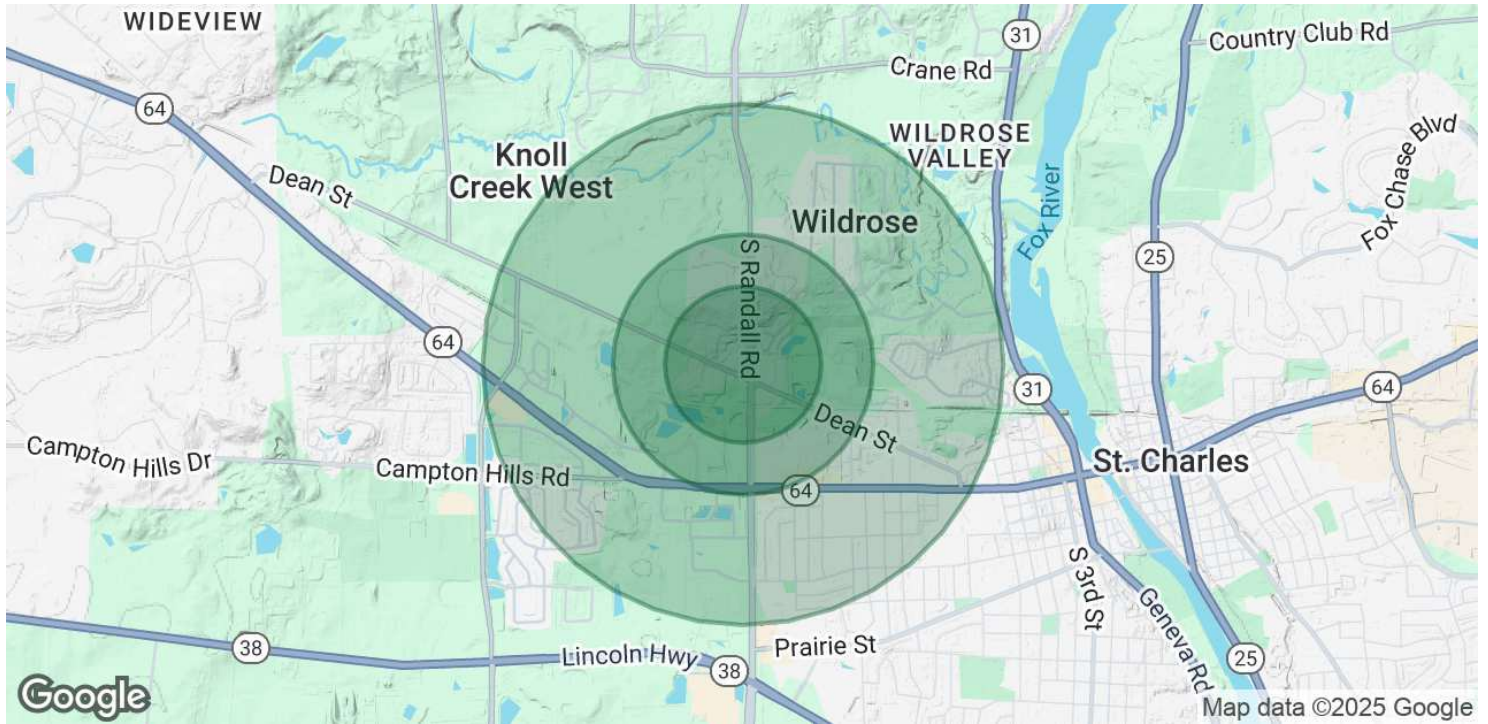 WIDEVIEW
31
Country Club Rd
Crane Rd
64
WILDROSE
VALLEY
Knoll
Creek West
Fox Chase Blvd
Dean St
Wildrose
Fox River
S Randall Rd
25
64
31
64
Dean St
Campton Hills Dr
Campton Hills Rd
St. Charles
64
S 3rd St
Geneva Rd
38
Lincoln Hwy
Prairie St
38
25
Google
Map data ©2025 Google